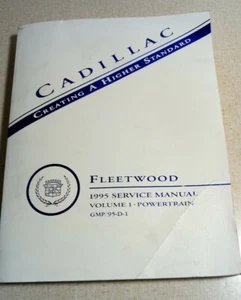 CADILLAC
CREATING A HIGHER STANDARD
FLEETWOOD
1995 SERVICE MANUAL
VOLUME 1 - POWERTRAIN
GMP/95-D-1